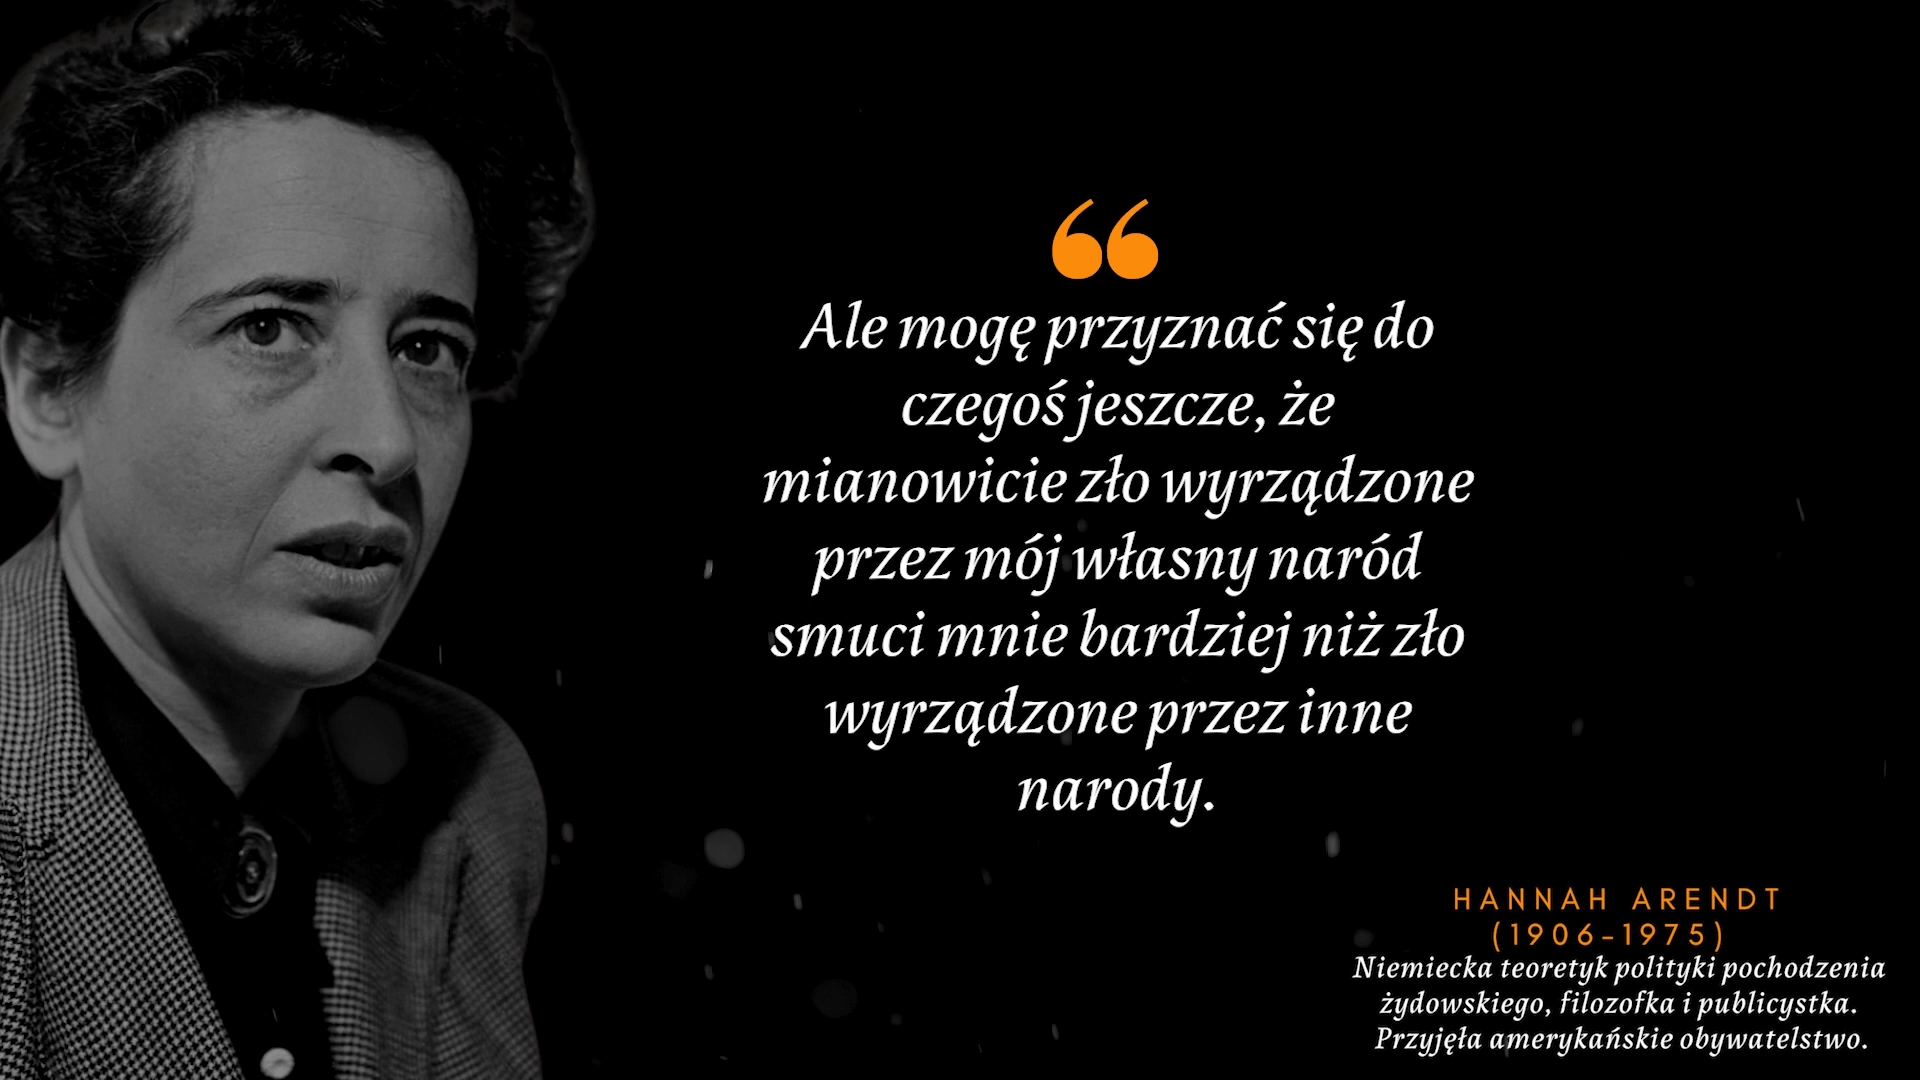 “
Ale mogę przyznać się do
czegoś jeszcze, że
mianowicie zło wyrządzone
przez mój własny naród
smuci mnie bardziej niż zło
wyrządzone przez inne
narody.
HANNAH ARENDT
(1906–1975)
Niemiecka teoretyk polityki pochodzenia
żydowskiego, filozofka i publicystka.
Przyjęła amerykańskie obywatelstwo.